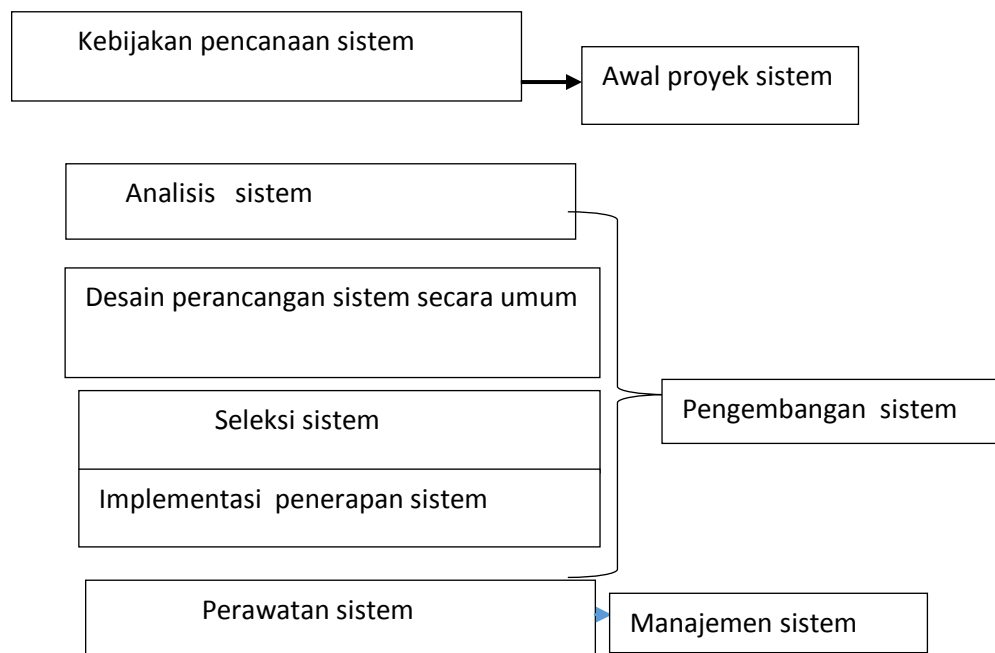 Kebijakan pencanaan sistem
Awal proyek sistem
Analisis sistem
Desain perancangan sistem secara umum
Seleksi sistem
Pengembangan sistem
Implementasi penerapan sistem
Perawatan sistem
Manajemen sistem